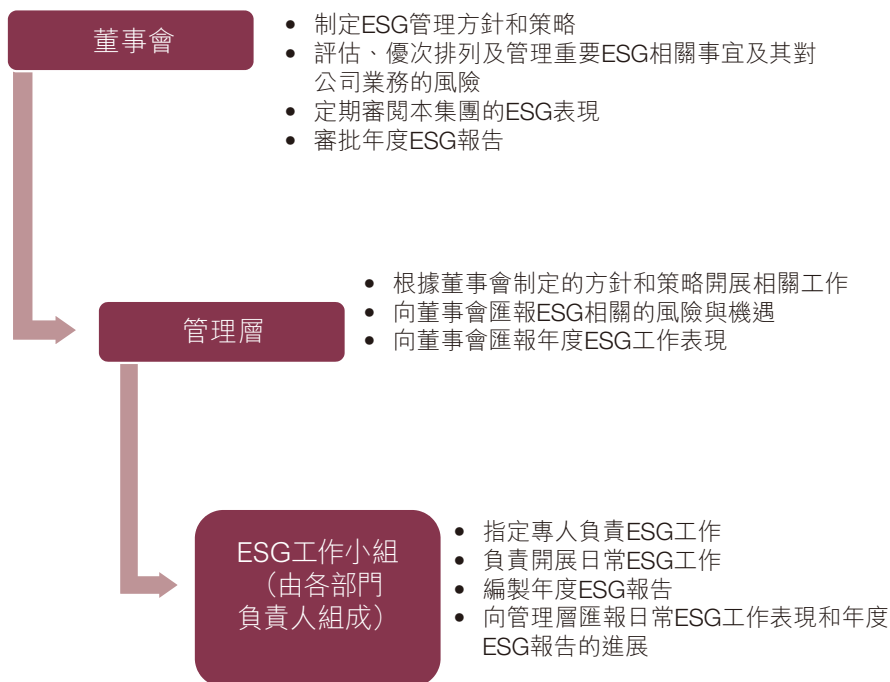 董事會
• 制定ESG管理方針和策略
• 評估、優次排列及管理重要ESG相關事宜及其對
公司業務的風險
• 定期審閱本集團的ESG表現
• 審批年度ESG報告
管理層
• 根據董事會制定的方針和策略開展相關工作
• 向董事會匯報ESG相關的風險與機遇
• 向董事會匯報年度ESG工作表現
ESG工作小組
（由各部門
負責人組成）
• 指定專人負責ESG工作
• 負責開展日常ESG工作
• 編製年度ESG報告
• 向管理層匯報日常ESG工作表現和年度
ESG報告的進展